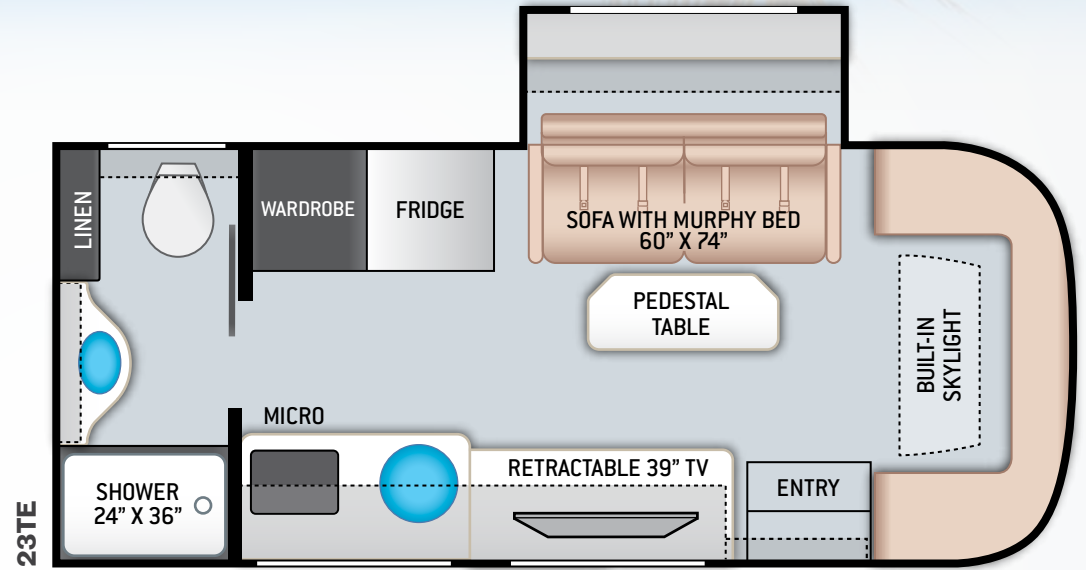 LINEN
WARDROBE
FRIDGE
SOFA WITH MURPHY BED
60” X 74”
PEDESTAL
TABLE
BUILT-IN
SKYLIGHT
MICRO
RETRACTABLE 39” TV
ENTRY
SHOWER
24” X 36”
23TE